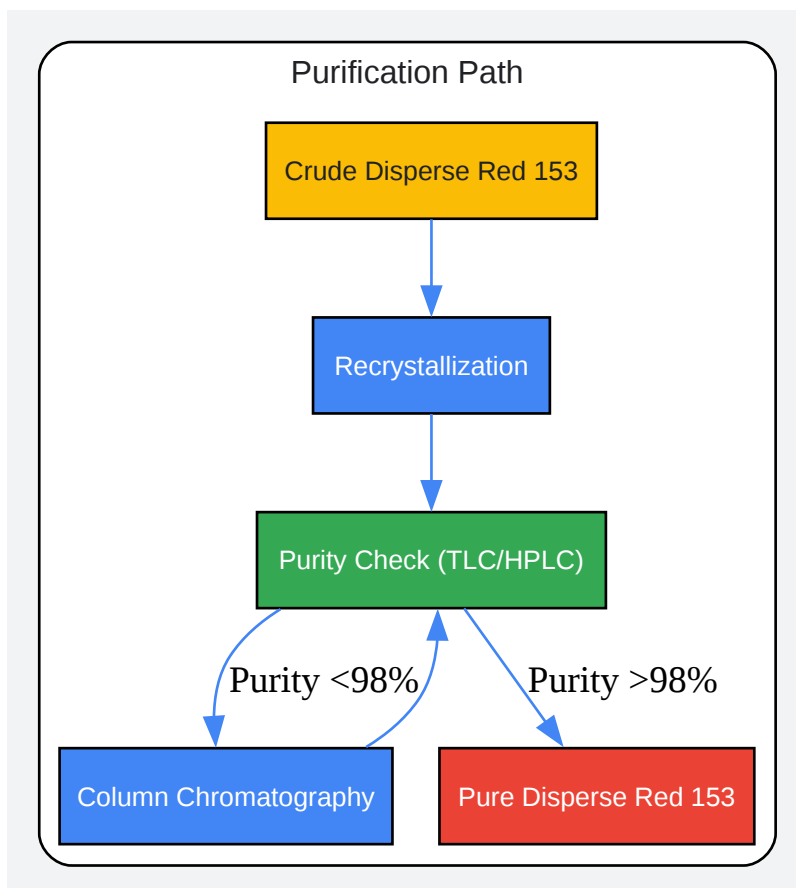 Purification Path
Crude Disperse Red 153
Recrystallization
Purity Check (TLC/HPLC)
Purity <98%
Purity >98%
Column Chromatography
Pure Disperse Red 153